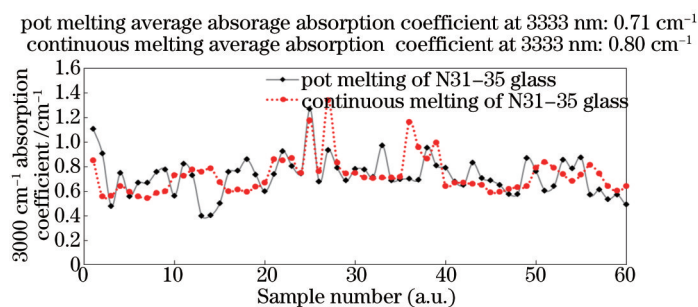 pot melting average absorage absorption coefficient at 3333 nm: 0.71 cm⁻¹
continuous melting average absorption coefficient at 3333 nm: 0.80 cm⁻¹
1.6
1.4
1.2
1.0
0.8
0.6
0.4
0.2
0
3000 cm⁻¹ absorption
coefficient /cm⁻¹
pot melting of N31–35 glass
continuous melting of N31–35 glass
0 10 20 30 40 50 60
Sample number (a.u.)